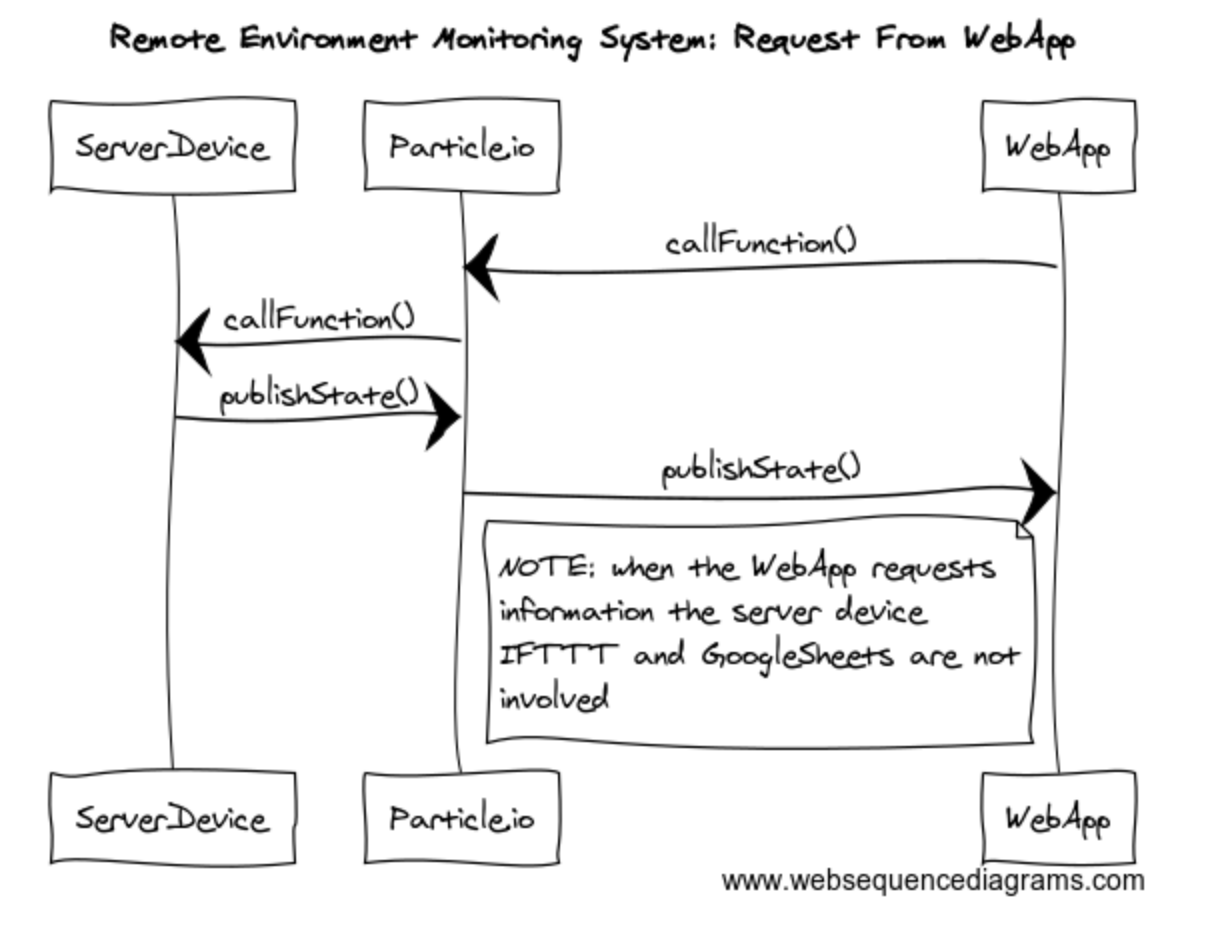 Remote Environment Monitoring System: Request From WebApp
ServerDevice
Particle.io
WebApp
callFunction()
callFunction()
publishState()
publishState()
NOTE: when the WebApp requests
information the server device
IFTTT and GoogleSheets are not
involved
ServerDevice
Particle.io
WebApp
www.websequencediagrams.com